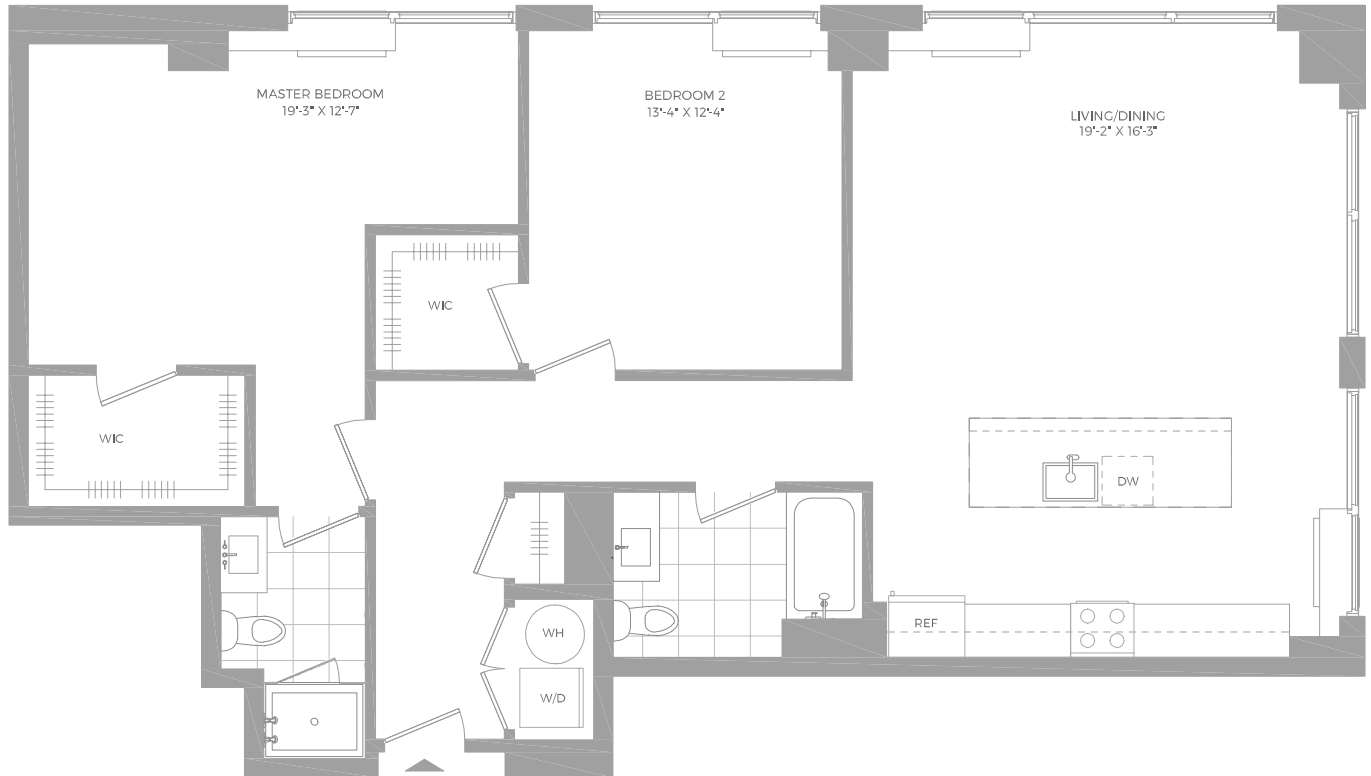 MASTER BEDROOM
19'-3" X 12'-7"
BEDROOM 2
13'-4" X 12'-4"
LIVING/DINING
19'-2" X 16'-3"
WIC
WIC
DW
REF
WH
W/D